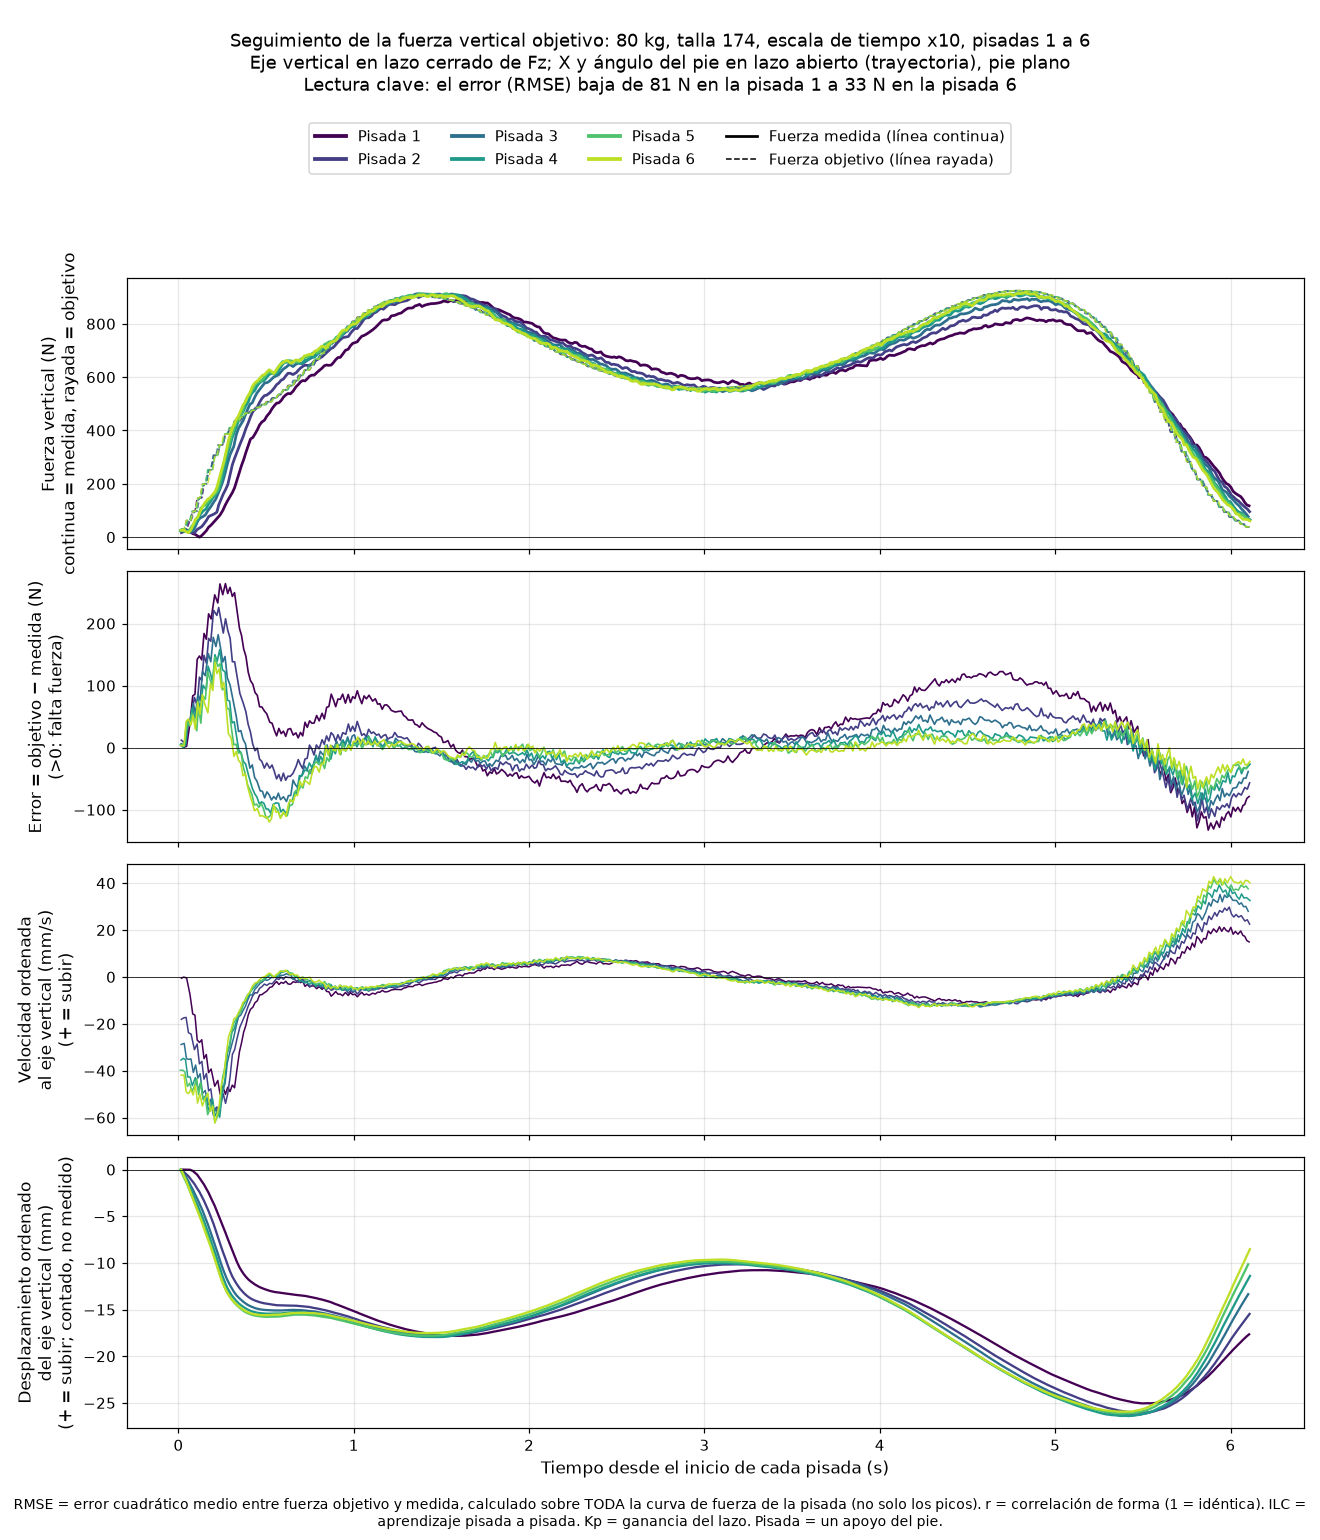 Seguimiento de la fuerza vertical objetivo: 80 kg, talla 174, escala de tiempo x10, pisadas 1 a 6
Eje vertical en lazo cerrado de Fz; X y ángulo del pie en lazo abierto (trayectoria), pie plano
Lectura clave: el error (RMSE) baja de 81 N en la pisada 1 a 33 N en la pisada 6
Pisada 1
Pisada 2
Pisada 3
Pisada 4
Pisada 5
Pisada 6
Fuerza medida (línea continua)
Fuerza objetivo (línea rayada)
Fuerza vertical (N)
continua = medida, rayada = objetivo
800
600
400
200
0
Error = objetivo − medida (N)
(>0: falta fuerza)
200
100
0
−100
Velocidad ordenada
al eje vertical (mm/s)
(+ = subir)
40
20
0
−20
−40
−60
Desplazamiento ordenado
del eje vertical (mm)
(+ = subir; contado, no medido)
0
−5
−10
−15
−20
−25
0 1 2 3 4 5 6
Tiempo desde el inicio de cada pisada (s)
RMSE = error cuadrático medio entre fuerza objetivo y medida, calculado sobre TODA la curva de fuerza de la pisada (no solo los picos). r = correlación de forma (1 = idéntica). ILC =
aprendizaje pisada a pisada. Kp = ganancia del lazo. Pisada = un apoyo del pie.